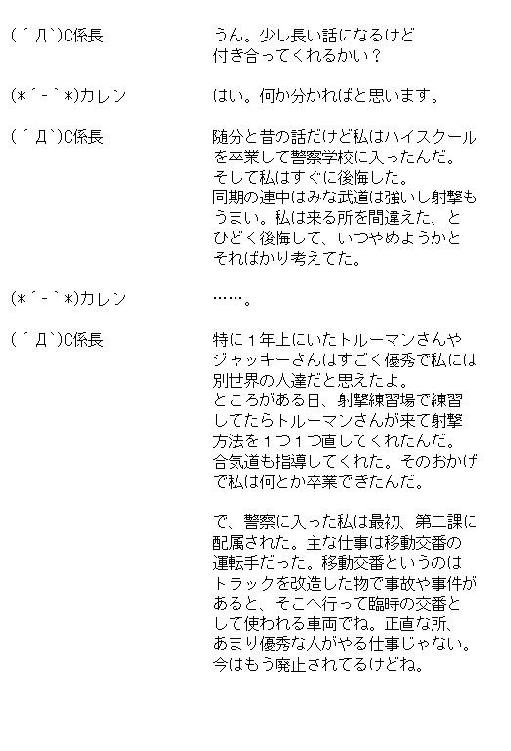 ( ´Д`)C係長　うん。少し長い話になるけど
付き合ってくれるかい？
(*´-｀*)カレン　はい。何か分かればと思います。
( ´Д`)C係長　随分と昔の話だけど私はハイスクール
を卒業して警察学校に入ったんだ。
そして私はすぐに後悔した。
同期の連中はみな武道は強いし射撃も
うまい。私は来る所を間違えた、と
ひどく後悔して、いつやめようかと
そればかり考えてた。
(*´-｀*)カレン　……。
( ´Д`)C係長　特に１年上にいたトルーマンさんや
ジャッキーさんはすごく優秀で私には
別世界の人達だと思えたよ。
ところがある日、射撃練習場で練習
してたらトルーマンさんが来て射撃
方法を１つ１つ直してくれたんだ。
合気道も指導してくれた。そのおかげ
で私は何とか卒業できたんだ。
で、警察に入った私は最初、第二課に
配属された。主な仕事は移動交番の
運転手だった。移動交番というのは
トラックを改造した物で事故や事件が
あると、そこへ行って臨時の交番と
して使われる車両でね。正直な所、
あまり優秀な人がやる仕事じゃない。
今はもう廃止されてるけどね。